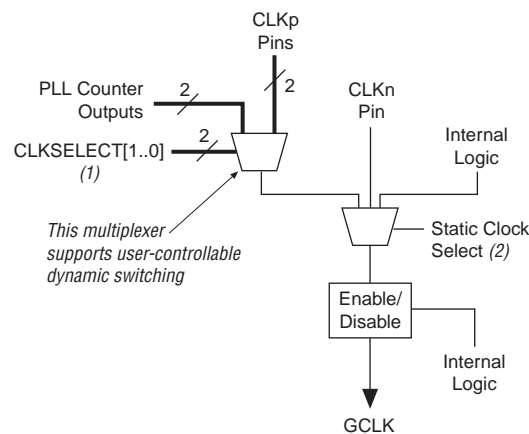 CLKp
Pins
PLL Counter
Outputs
2
2
CLKn
Pin
CLKSELECT[1..0]
(1)
2
Internal
Logic
This multiplexer
supports user-controllable
dynamic switching
Static Clock
Select (2)
Enable/
Disable
Internal
Logic
GCLK